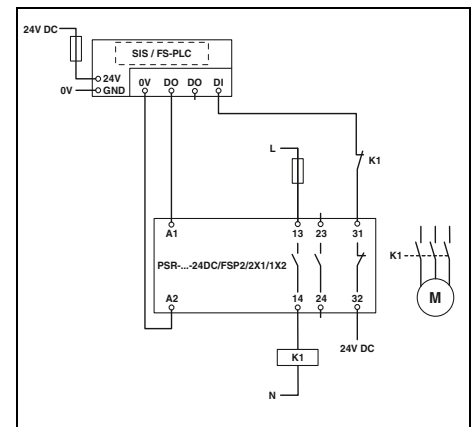 24V DC
SIS / FS-PLC
24V
0V DO DO DI
0V GND
L
K1
A1 13 23 31
PSR-...-24DC/FSP2/2X1/1X2
K1
M
A2 14 24 32
K1
24V DC
N